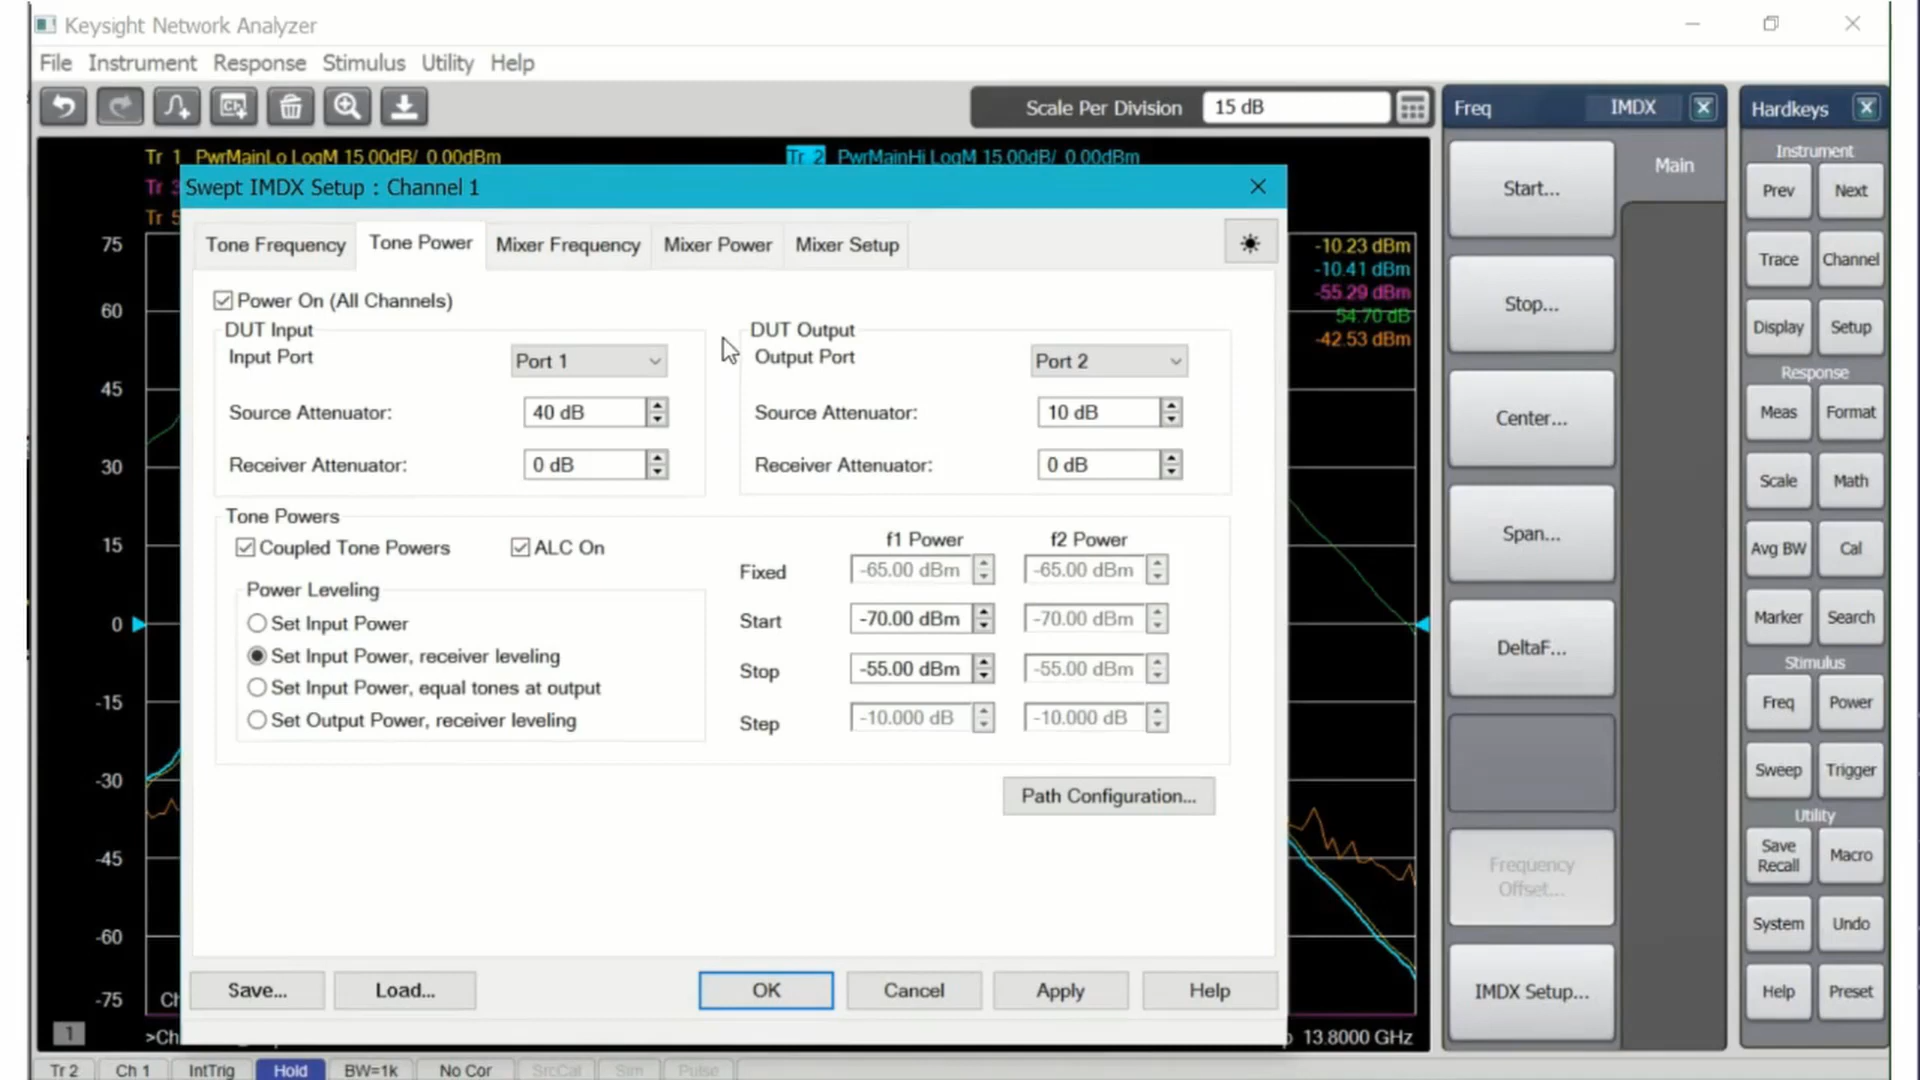 Keysight Network Analyzer
File Instrument Response Stimulus Utility Help
Scale Per Division 15 dB
Freq IMDX
Hardkeys
Tr 1 PwrMainLo LogM 15.00dB/ 0.00dBm
Tr 2 PwrMainHi LogM 15.00dB/ 0.00dBm
Tr 3
Tr 5
Swept IMDX Setup : Channel 1
Tone Frequency Tone Power Mixer Frequency Mixer Power Mixer Setup
Power On (All Channels)
DUT Input
Input Port Port 1
Source Attenuator: 40 dB
Receiver Attenuator: 0 dB
DUT Output
Output Port Port 2
Source Attenuator: 10 dB
Receiver Attenuator: 0 dB
Tone Powers
Coupled Tone Powers ALC On
Power Leveling
Set Input Power
Set Input Power, receiver leveling
Set Input Power, equal tones at output
Set Output Power, receiver leveling
f1 Power f2 Power
Fixed -65.00 dBm -65.00 dBm
Start -70.00 dBm -70.00 dBm
Stop -55.00 dBm -55.00 dBm
Step -10.000 dB -10.000 dB
Path Configuration...
Save... Load... OK Cancel Apply Help
75
60
45
30
15
0
-15
-30
-45
-60
-75
-10.23 dBm
-10.41 dBm
-55.29 dBm
54.70 dB
-42.53 dBm
1
>Ch
13.8000 GHz
Tr 2 Ch 1 IntTrig Hold BW=1k No Cor SrcCal Sim Pulse
Main
Start...
Stop...
Center...
Span...
DeltaF...
Frequency
Offset...
IMDX Setup...
Instrument
Prev Next
Trace Channel
Display Setup
Response
Meas Format
Scale Math
Avg BW Cal
Marker Search
Stimulus
Freq Power
Sweep Trigger
Utility
Save
Recall
Macro
System Undo
Help Preset